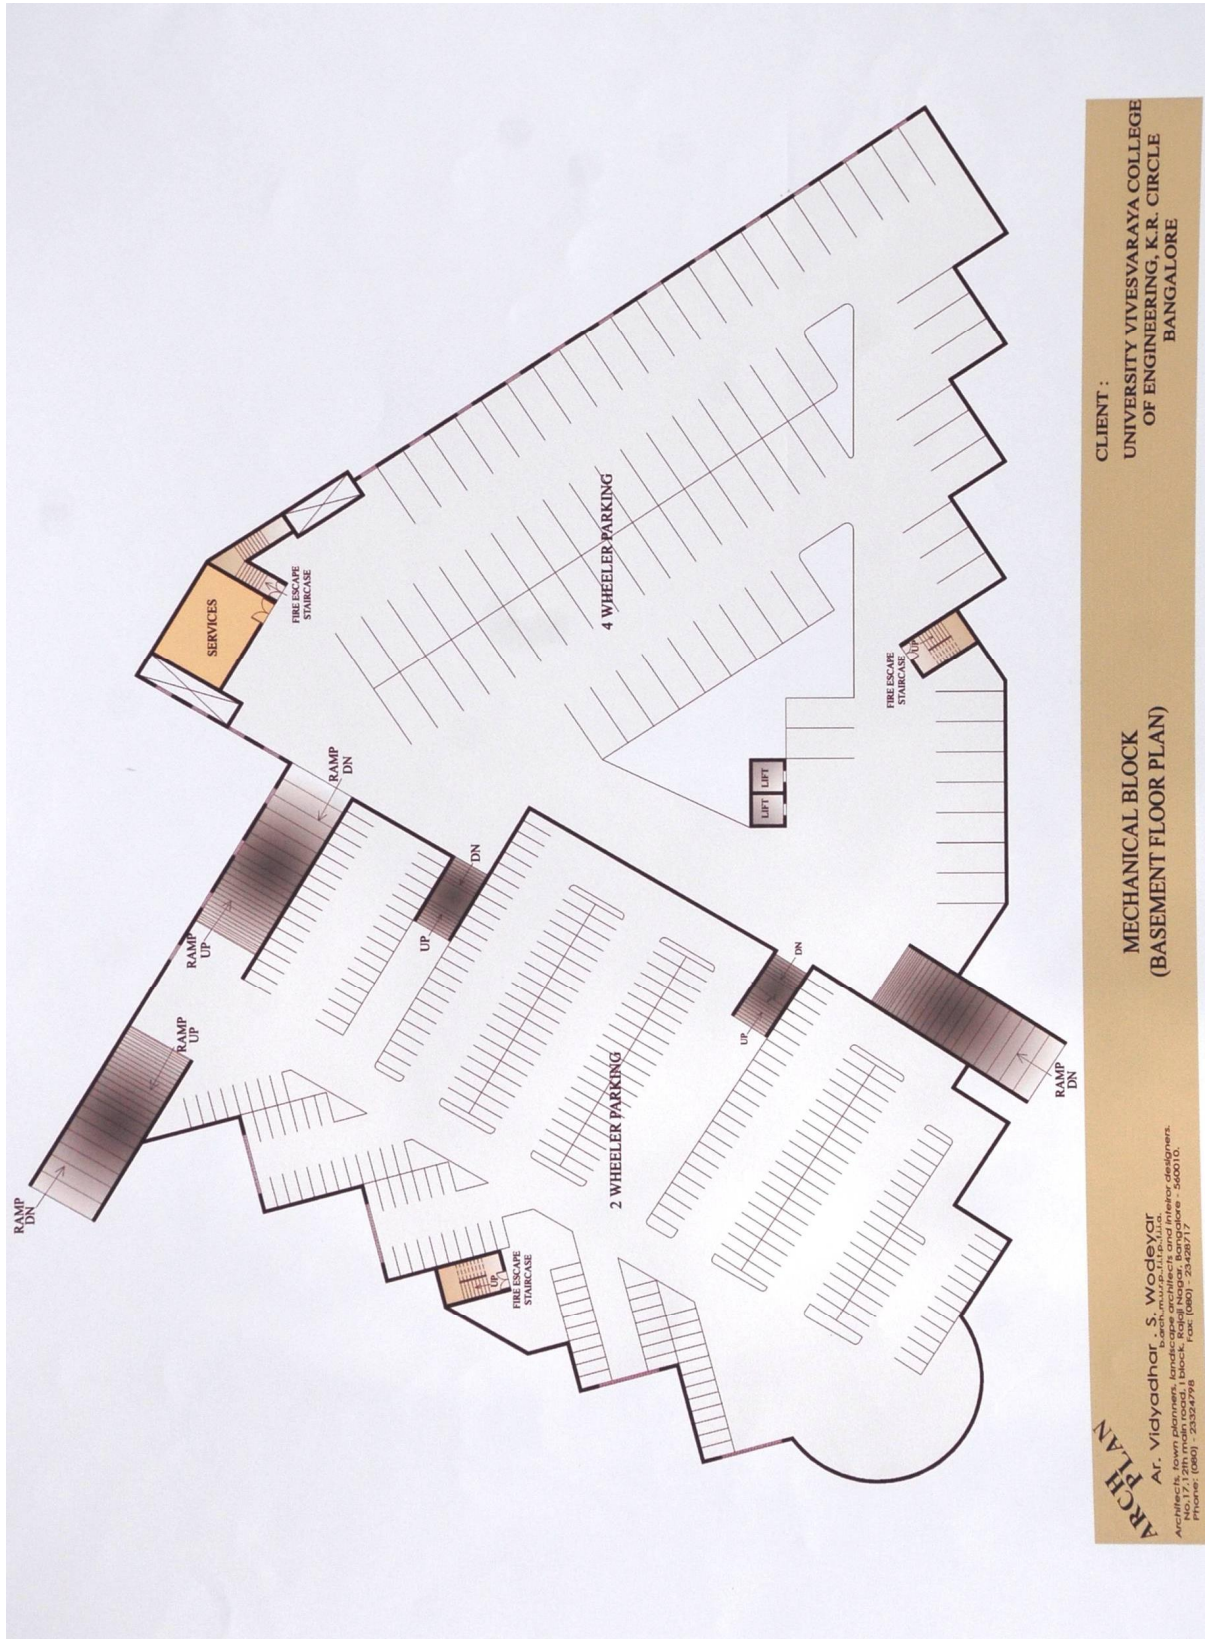 RAMP
DN
RAMP
UP
RAMP
UP
RAMP
DN
SERVICES
FIRE ESCAPE
STAIRCASE
UP
DN
4 WHEELER PARKING
2 WHEELER PARKING
FIRE ESCAPE
STAIRCASE
UP
LIFT
LIFT
UP
DN
FIRE ESCAPE
STAIRCASE
UP
RAMP
DN
ARCH
PLAN
Ar. Vidyadhar . S. Wodeyar
Architects, town planners, landscape architects and inteiror designers.
No.17,12th main road, I block, Rajaji Nagar, Bangalore - 560010.
Phone: (080) - 23324798 Fax: (080) - 23428717
MECHANICAL BLOCK
(BASEMENT FLOOR PLAN)
CLIENT :
UNIVERSITY VIVESVARAYA COLLEGE
OF ENGINEERING, K.R. CIRCLE
BANGALORE